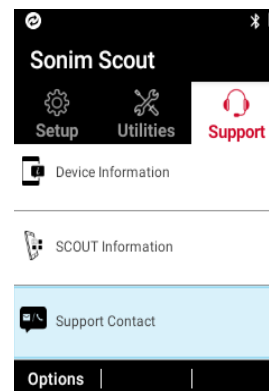 Sonim Scout
Setup Utilities Support
Device Information
SCOUT Information
Support Contact
Options